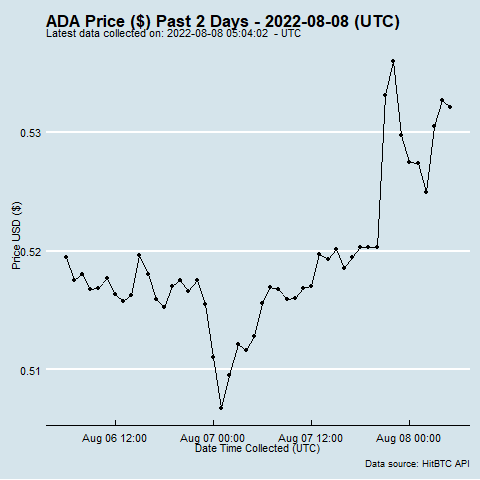 ADA Price ($) Past 2 Days - 2022-08-08 (UTC)
Latest data collected on: 2022-08-08 05:04:02 - UTC
0.53
0.52
0.51
Price USD ($)
Aug 06 12:00 Aug 07 00:00 Aug 07 12:00 Aug 08 00:00
Date Time Collected (UTC)
Data source: HitBTC API